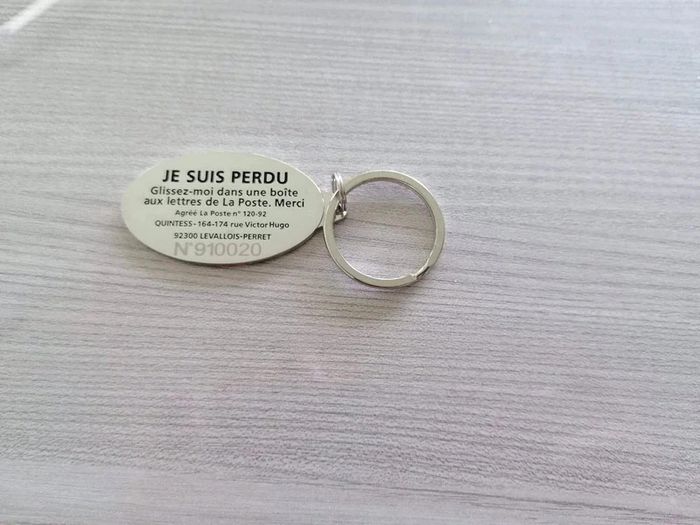 JE SUIS PERDU
Glissez-moi dans une boîte
aux lettres de La Poste. Merci
Agréé La Poste n° 120-92
QUINTESS - 164-174 rue Victor Hugo
92300 LEVALLOIS-PERRET
N°910020